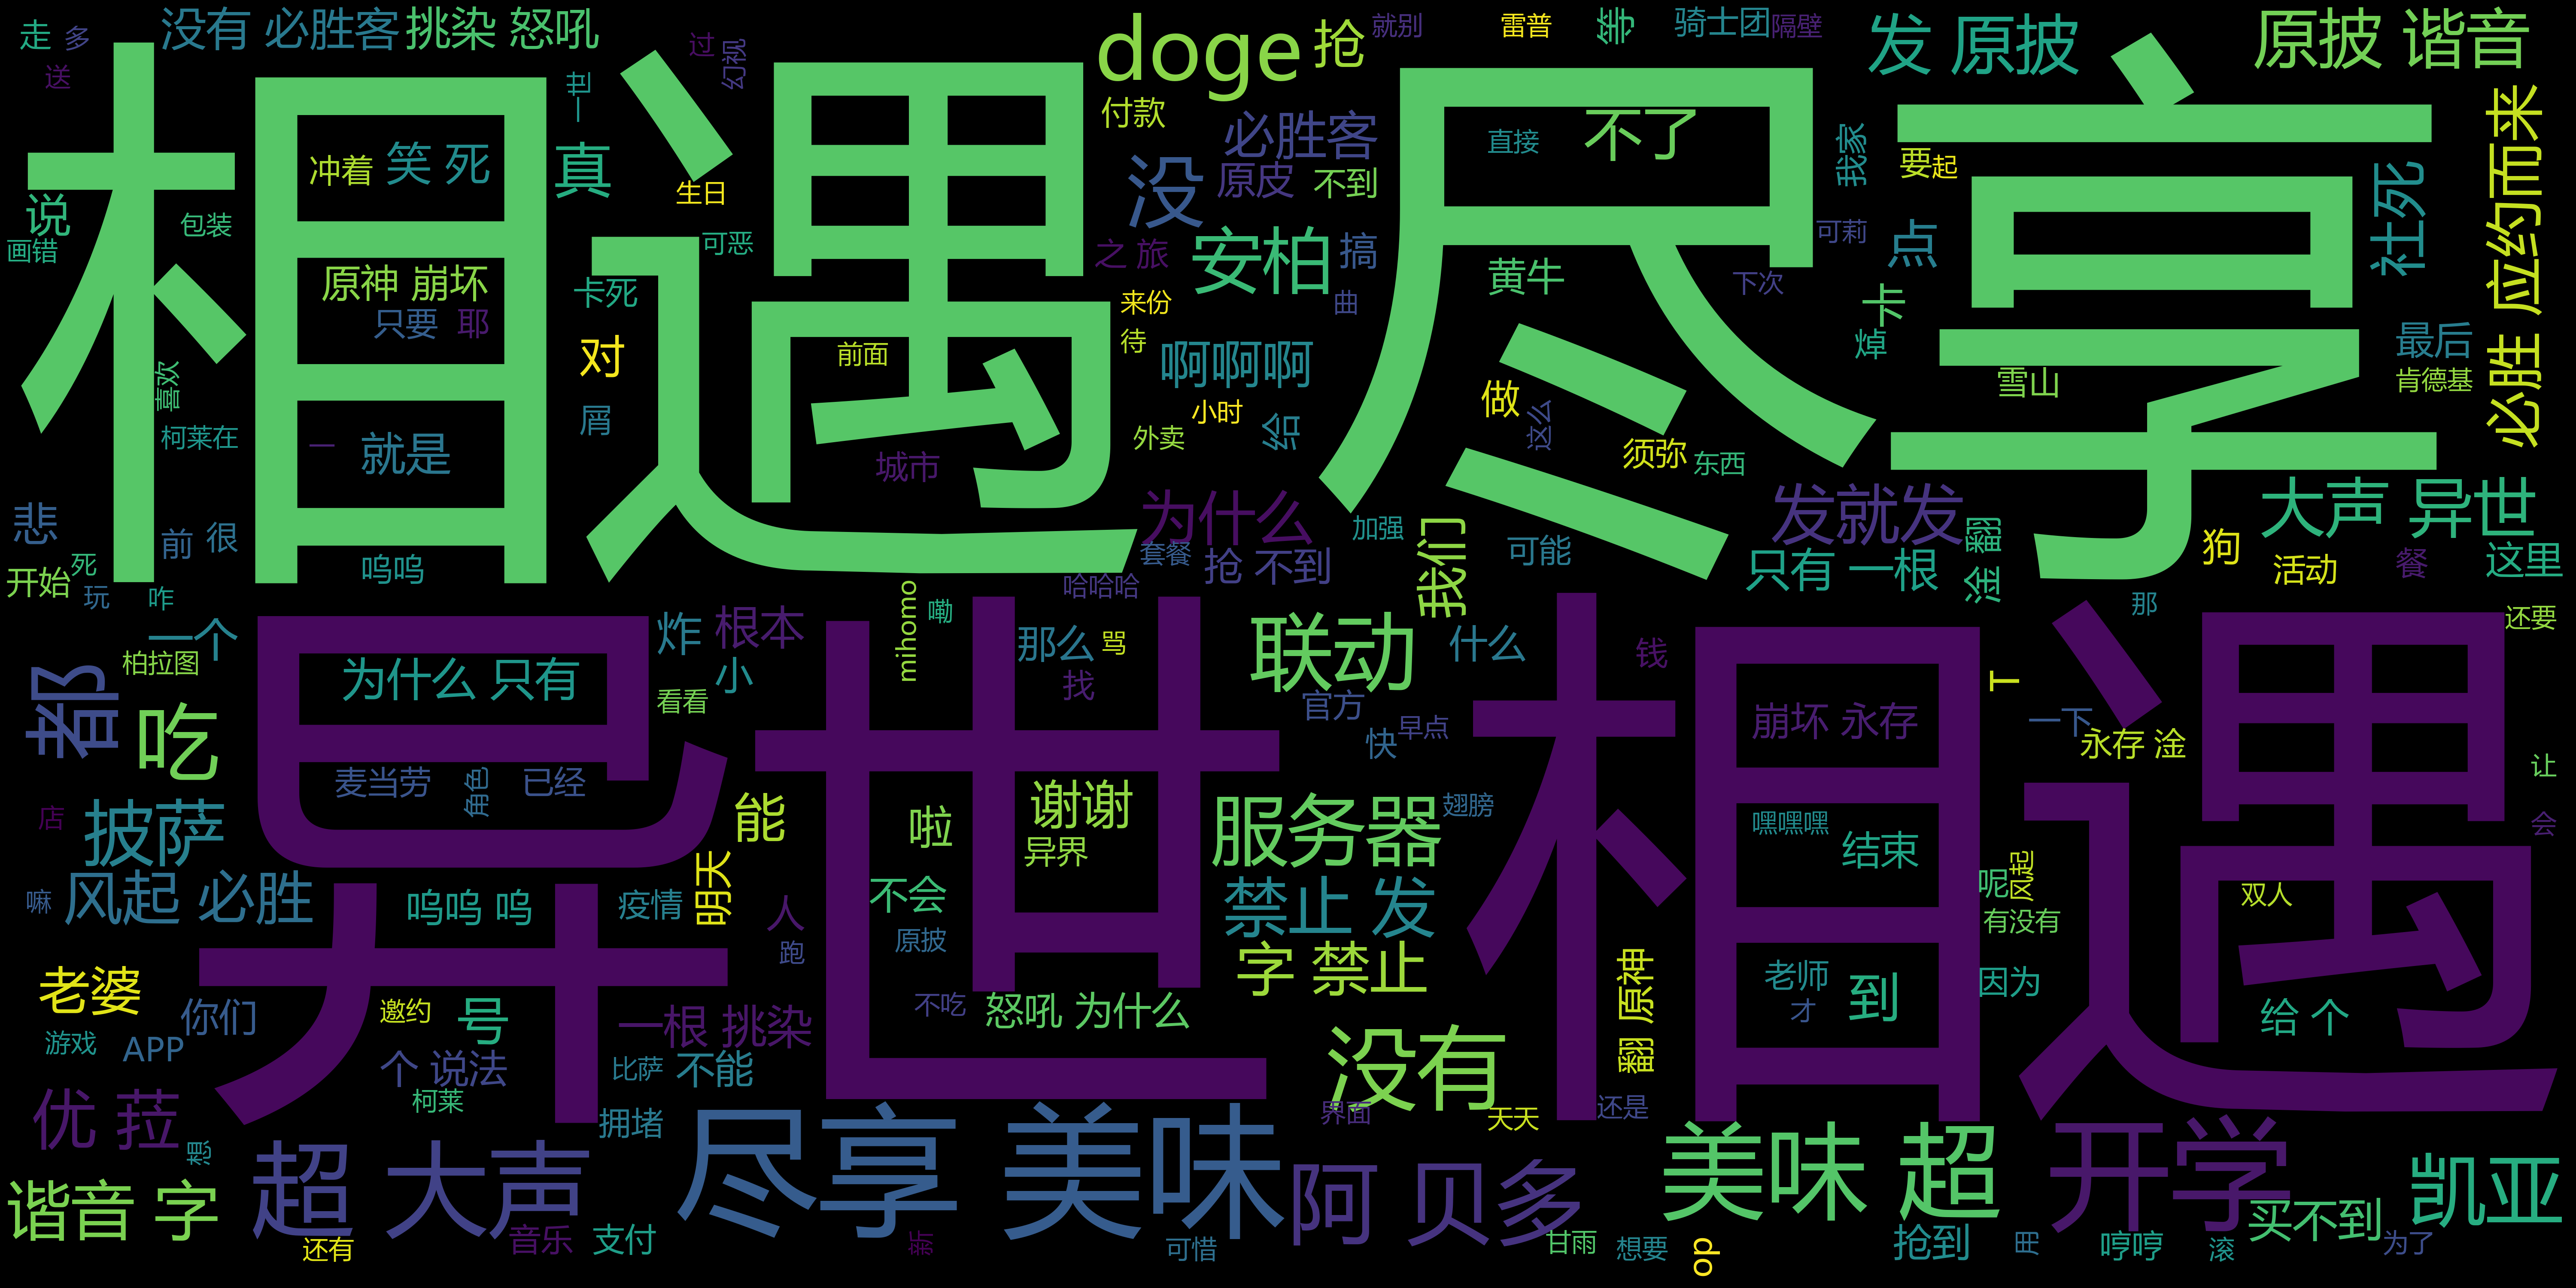 走 多 没有 必胜客 挑染 怒吼 过 幻视 doge 抢 就别 雷普 等 骑士团 隔壁 发 原披 原披 谐音
送 一世 付款
相遇 尽享
冲着 笑 死 真 生日 没 必胜客 原皮 不到 直接 不了 我家 要起 社死 必胜 应约而来
说 包装 画错 可恶 之 旅 安柏 搞 可莉 点
原神 崩坏 卡死 来份 曲 黄牛 下次 卡
只要 耶 对 前面 待 啊啊啊 焯 最后
喜欢 屑 小时 做 这么 雪山 肯德基
柯莱在 一 就是 城市 外卖 给 须弥 东西
悲 前 很 为什么 加强 我们 可能 发就发 淦 翻 大声 异世
开始 死 呜呜 套餐 抢 不到 只有 一根 狗 活动 餐 这里
玩 咋 mihomo 嘞 哈哈哈 那 还要
异世 相遇
一个 炸 根本 那么 骂 联动 什么 钱 T 一下
都 柏拉图 为什么 只有 小 看看 找 官方 崩坏 永存 永存 淦
吃 麦当劳 角色 已经 快 早点 让
店 披萨 能 啦 谢谢 异界 服务器 翅膀 嘿嘿嘿 结束 会
嘛 风起 必胜 呜呜 呜 疫情 明天 人 不会 禁止 发 呢 风起 双人
跑 原披 字 禁止 有没有
老婆 你们 邀约 号 一根 挑染 不吃 怒吼 为什么 翻 原神 老师 才 到 因为 给 个
游戏 APP 个 说法 比萨 不能 没有
优 菈 柯莱 拥堵 界面 天天 还是
想 超 大声 尽享 美味 阿 贝多 美味 超 开学 凯亚
谐音 字 还有 音乐 支付 新 可惜 甘雨 想要 op 抢到 用 哼哼 滚 买不到 为了